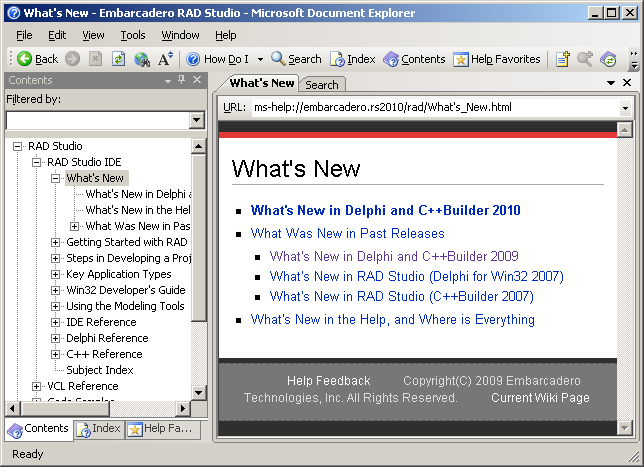 What's New - Embarcadero RAD Studio - Microsoft Document Explorer
File Edit View Tools Window Help
Back How Do I Search Index Contents Help Favorites
Contents
Filtered by:
RAD Studio
RAD Studio IDE
What's New
What's New in Delphi
What's New in the Hel
What Was New in Pas
Getting Started with RAD
Steps in Developing a Proj
Key Application Types
Win32 Developer's Guide
Using the Modeling Tools
IDE Reference
Delphi Reference
C++ Reference
Subject Index
VCL Reference
Code Samples
Contents Index Help Fa...
What's New Search
URL: ms-help://embarcadero.rs2010/rad/What's_New.html
What's New
What's New in Delphi and C++Builder 2010
What Was New in Past Releases
What's New in Delphi and C++Builder 2009
What's New in RAD Studio (Delphi for Win32 2007)
What's New in RAD Studio (C++Builder 2007)
What's New in the Help, and Where is Everything
Help Feedback Copyright(C) 2009 Embarcadero
Technologies, Inc. All Rights Reserved. Current Wiki Page
Ready